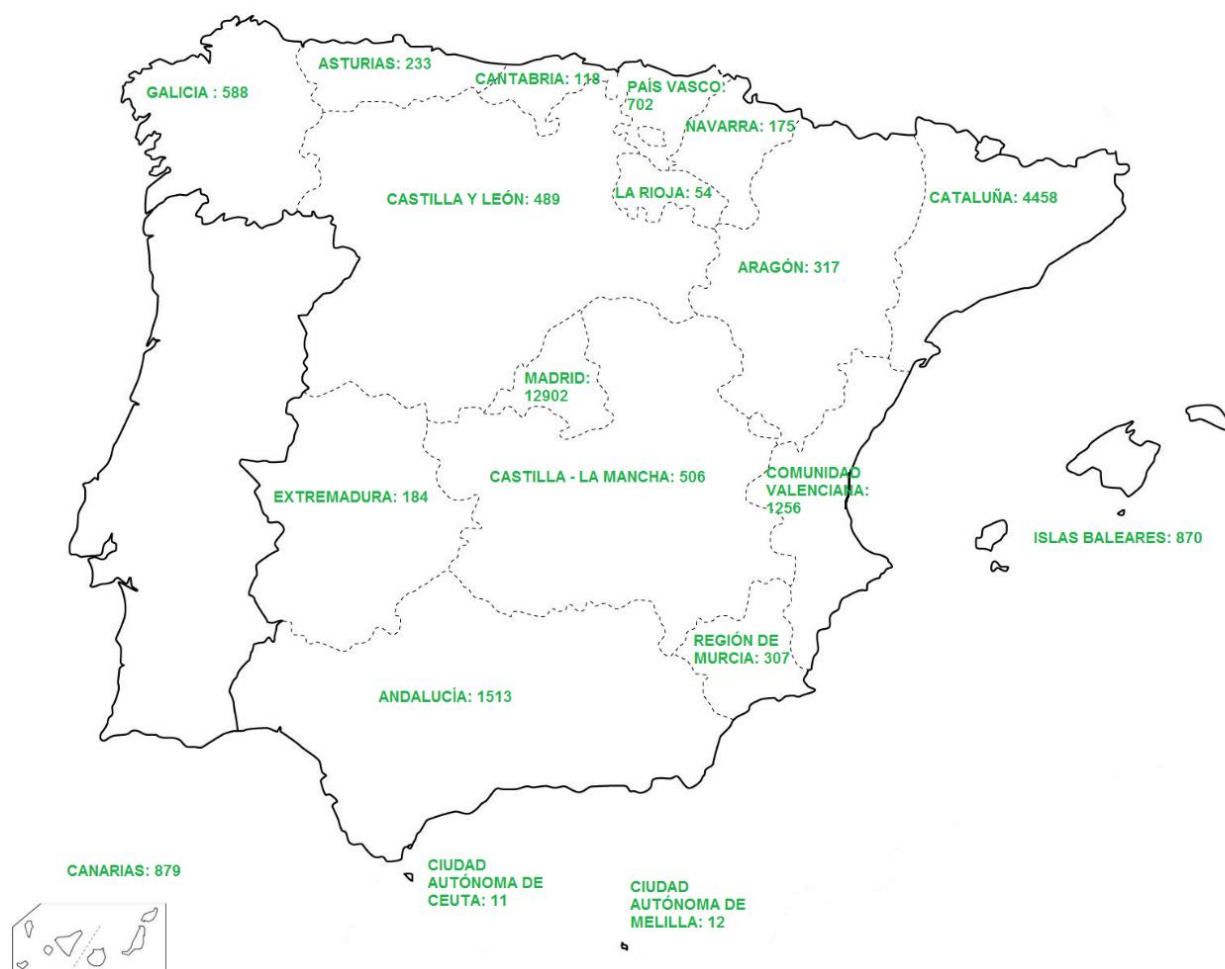 ASTURIAS: 233
CANTABRIA: 118
PAÍS VASCO:
702
GALICIA : 588
NAVARRA: 175
LA RIOJA: 54
CASTILLA Y LEÓN: 489
CATALUÑA: 4458
ARAGÓN: 317
MADRID:
12902
CASTILLA - LA MANCHA: 506
COMUNIDAD
VALENCIANA:
1256
EXTREMADURA: 184
ISLAS BALEARES: 870
REGIÓN DE
MURCIA: 307
ANDALUCÍA: 1513
CANARIAS: 879
CIUDAD
AUTÓNOMA DE
CEUTA: 11
CIUDAD
AUTÓNOMA DE
MELILLA: 12